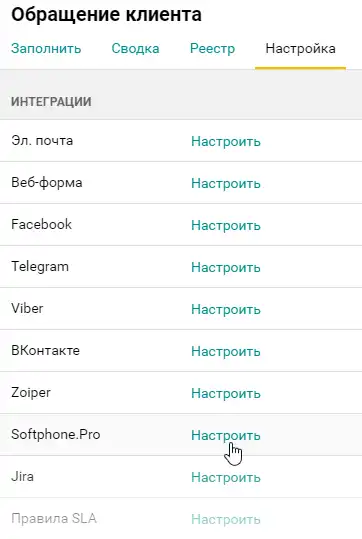 Обращение клиента
Заполнить Сводка Реестр Настройка
ИНТЕГРАЦИИ
Эл. почта Настроить
Веб-форма Настроить
Facebook Настроить
Telegram Настроить
Viber Настроить
ВКонтакте Настроить
Zoiper Настроить
Softphone.Pro Настроить
Jira Настроить
Правила SLA Настроить